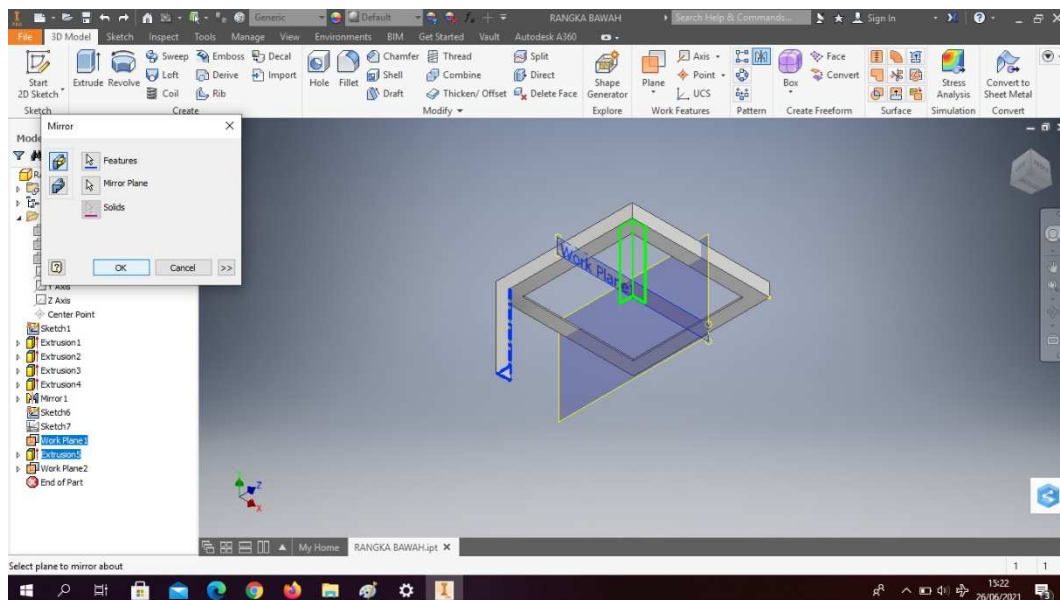 Generic
Default
RANGKA BAWAH
Search Help & Commands...
Sign In
File 3D Model Sketch Inspect Tools Manage View Environments BIM Get Started Vault Autodesk A360
Start 2D Sketch
Extrude
Revolve
Sweep
Loft
Coil
Emboss
Derive
Rib
Decal
Import
Hole
Fillet
Chamfer
Shell
Draft
Thread
Combine
Thicken/ Offset
Split
Direct
Delete Face
Shape Generator
Plane
Axis
Point
UCS
Box
Face
Convert
Stress Analysis
Convert to Sheet Metal
Sketch Create Modify Explore Work Features Pattern Create Freeform Surface Simulation Convert
Mirror
Features
Mirror Plane
Solids
OK Cancel >>
Z Axis
Center Point
Sketch1
Extrusion1
Extrusion2
Extrusion3
Extrusion4
Mirror1
Sketch6
Sketch7
Work Plane1
Extrusion5
Work Plane2
End of Part
Work Plane
Z
X
My Home RANGKA BAWAH.ipt
Select plane to mirror about
1 1
15:22
26/06/2021